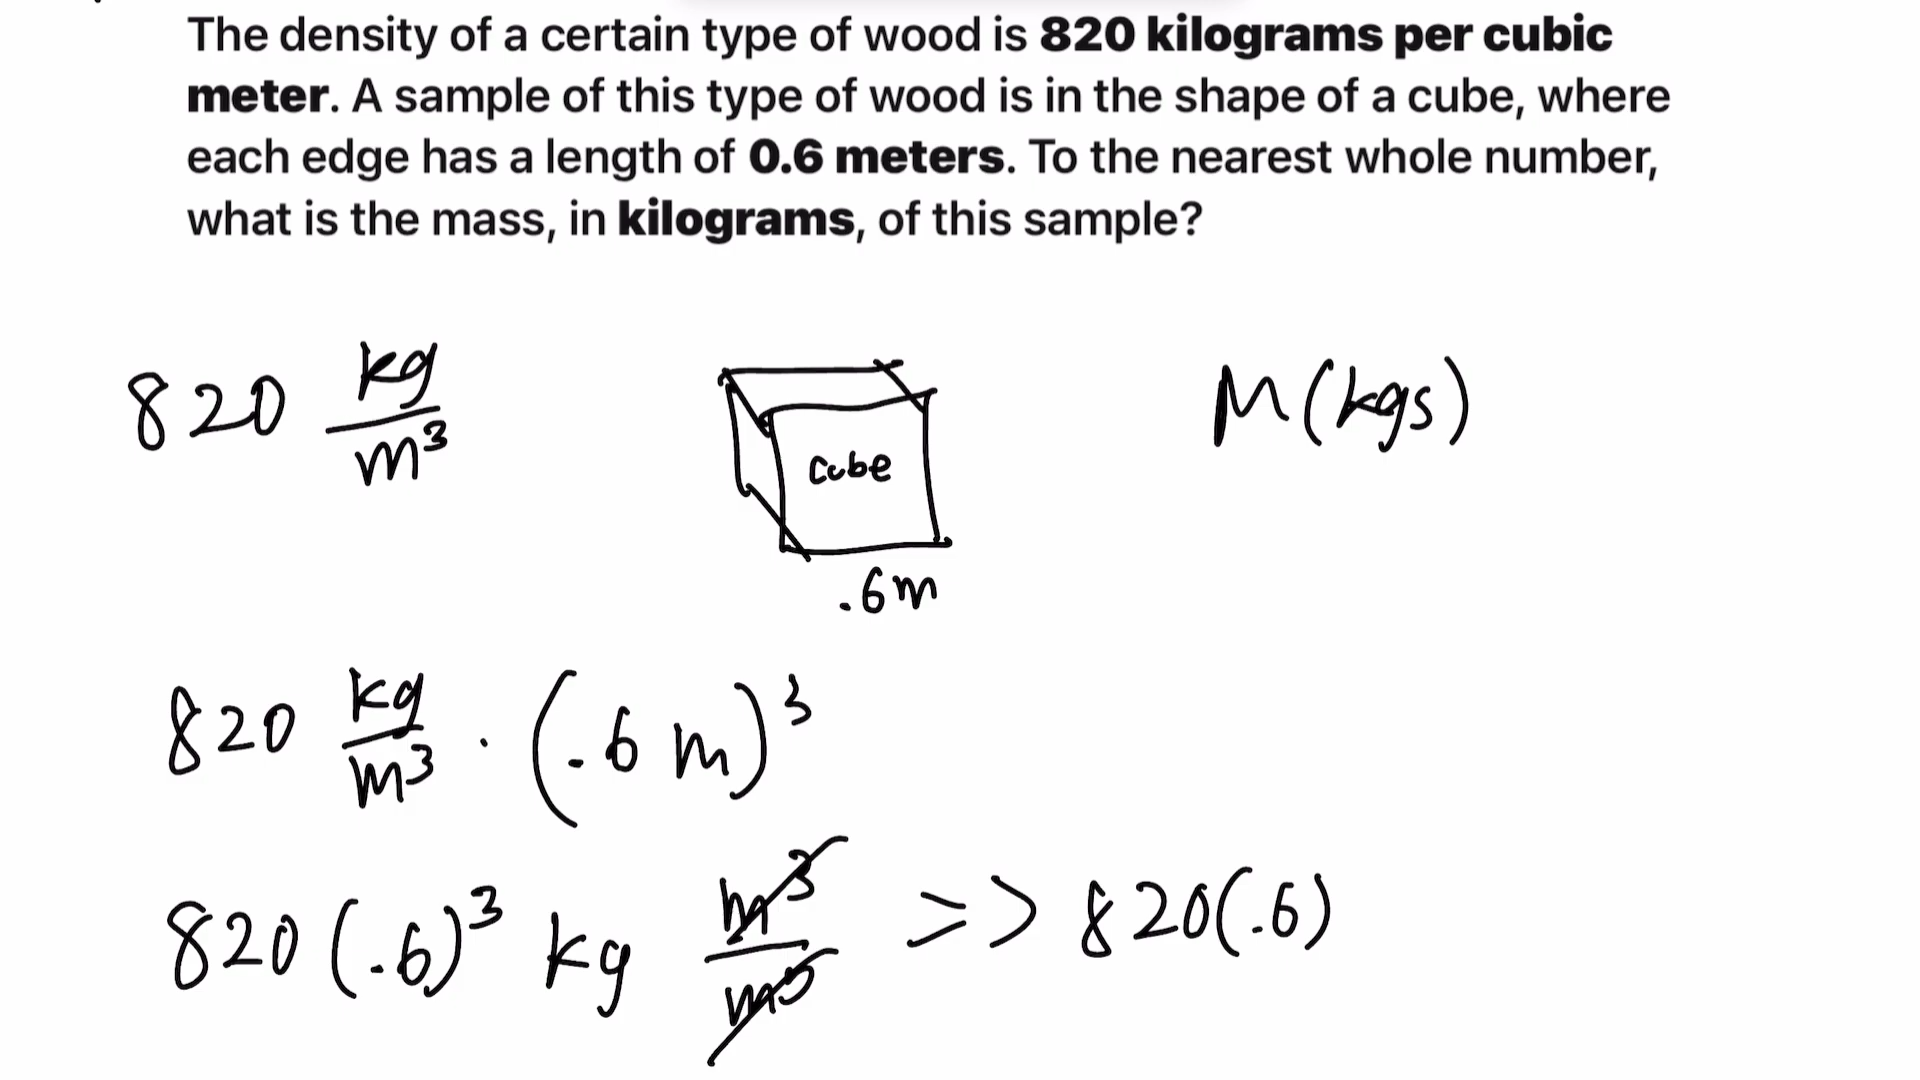 The density of a certain type of wood is 820 kilograms per cubic
meter. A sample of this type of wood is in the shape of a cube, where
each edge has a length of 0.6 meters. To the nearest whole number,
what is the mass, in kilograms, of this sample?
820 kg/m³
cube
.6m
M(kgs)
820 kg/m³ · (.6 m)³
820 (.6)³ kg m³/m³ => 820(.6)